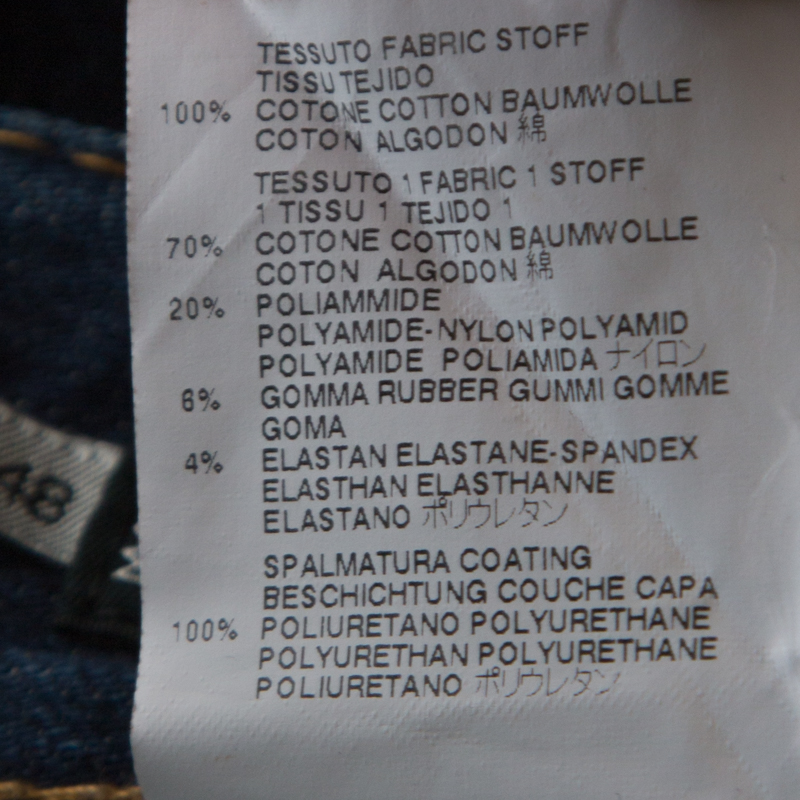 TESSUTO FABRIC STOFF
TISSU TEJIDO
100% COTONE COTTON BAUMWOLLE
COTON ALGODON 綿
TESSUTO 1 FABRIC 1 STOFF
1 TISSU 1 TEJIDO 1
70% COTONE COTTON BAUMWOLLE
COTON ALGODON 綿
20% POLIAMMIDE
POLYAMIDE-NYLON POLYAMID
POLYAMIDE POLIAMIDA ナイロン
6% GOMMA RUBBER GUMMI GOMME
GOMA
4% ELASTAN ELASTANE-SPANDEX
ELASTHAN ELASTHANNE
ELASTANO ポリウレタン
SPALMATURA COATING
BESCHICHTUNG COUCHE CAPA
100% POLIURETANO POLYURETHANE
POLYURETHAN POLYURETHANE
POLIURETANO ポリウレタン
48